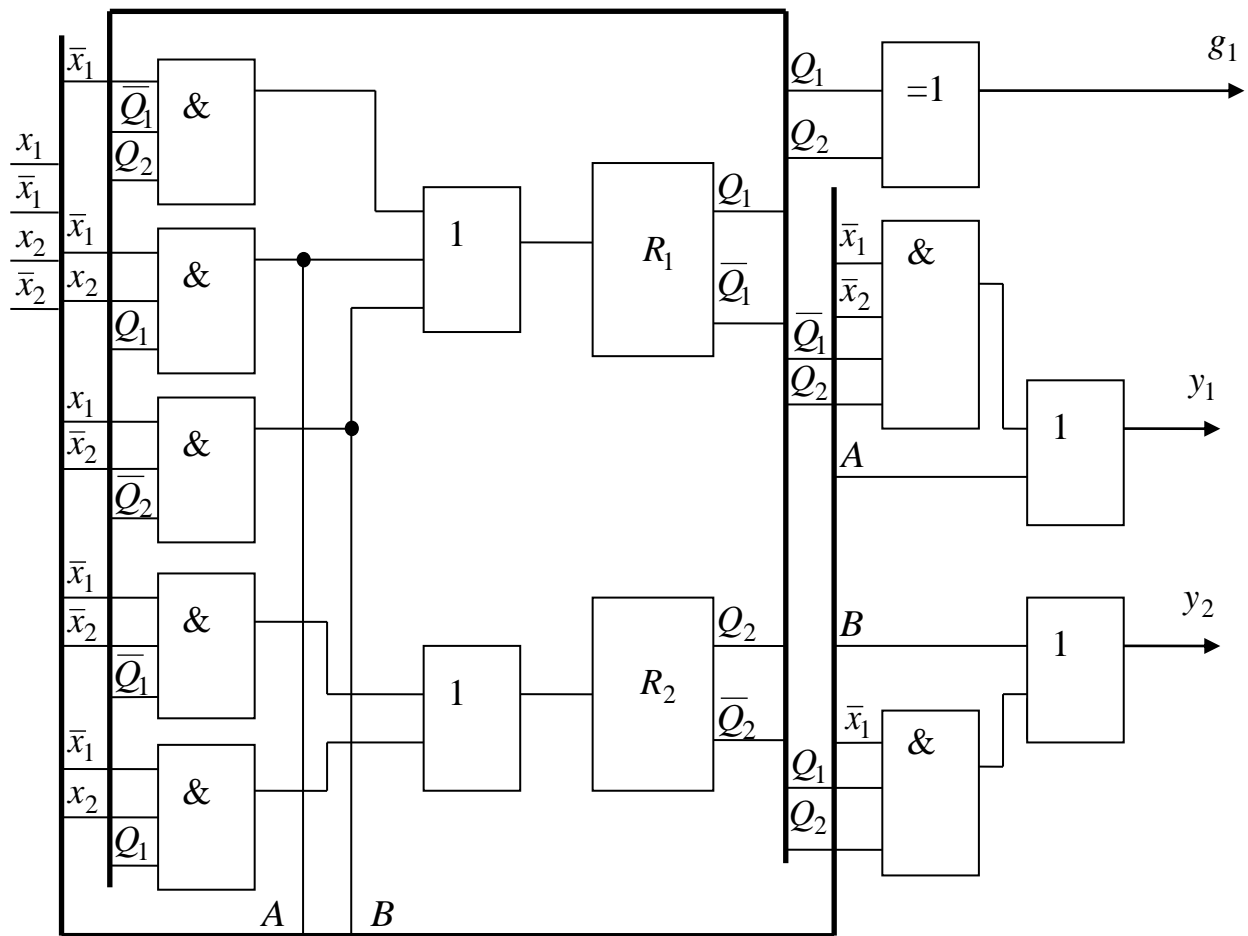 x̅₁
Q̅₁
Q₂
&
x₁
x̅₁
x₂
x̅₂
x̅₁
x₂
Q₁
&
x₁
x̅₂
Q̅₂
&
x̅₁
x̅₂
Q̅₁
&
x̅₁
x₂
Q₁
&
A
B
1
1
R₁
R₂
Q₁
Q̅₁
Q₂
Q̅₂
Q₁
Q₂
=1
g₁
x̅₁
x̅₂
Q̅₁
Q₂
&
A
1
y₁
B
1
y₂
x̅₁
Q₁
Q₂
&